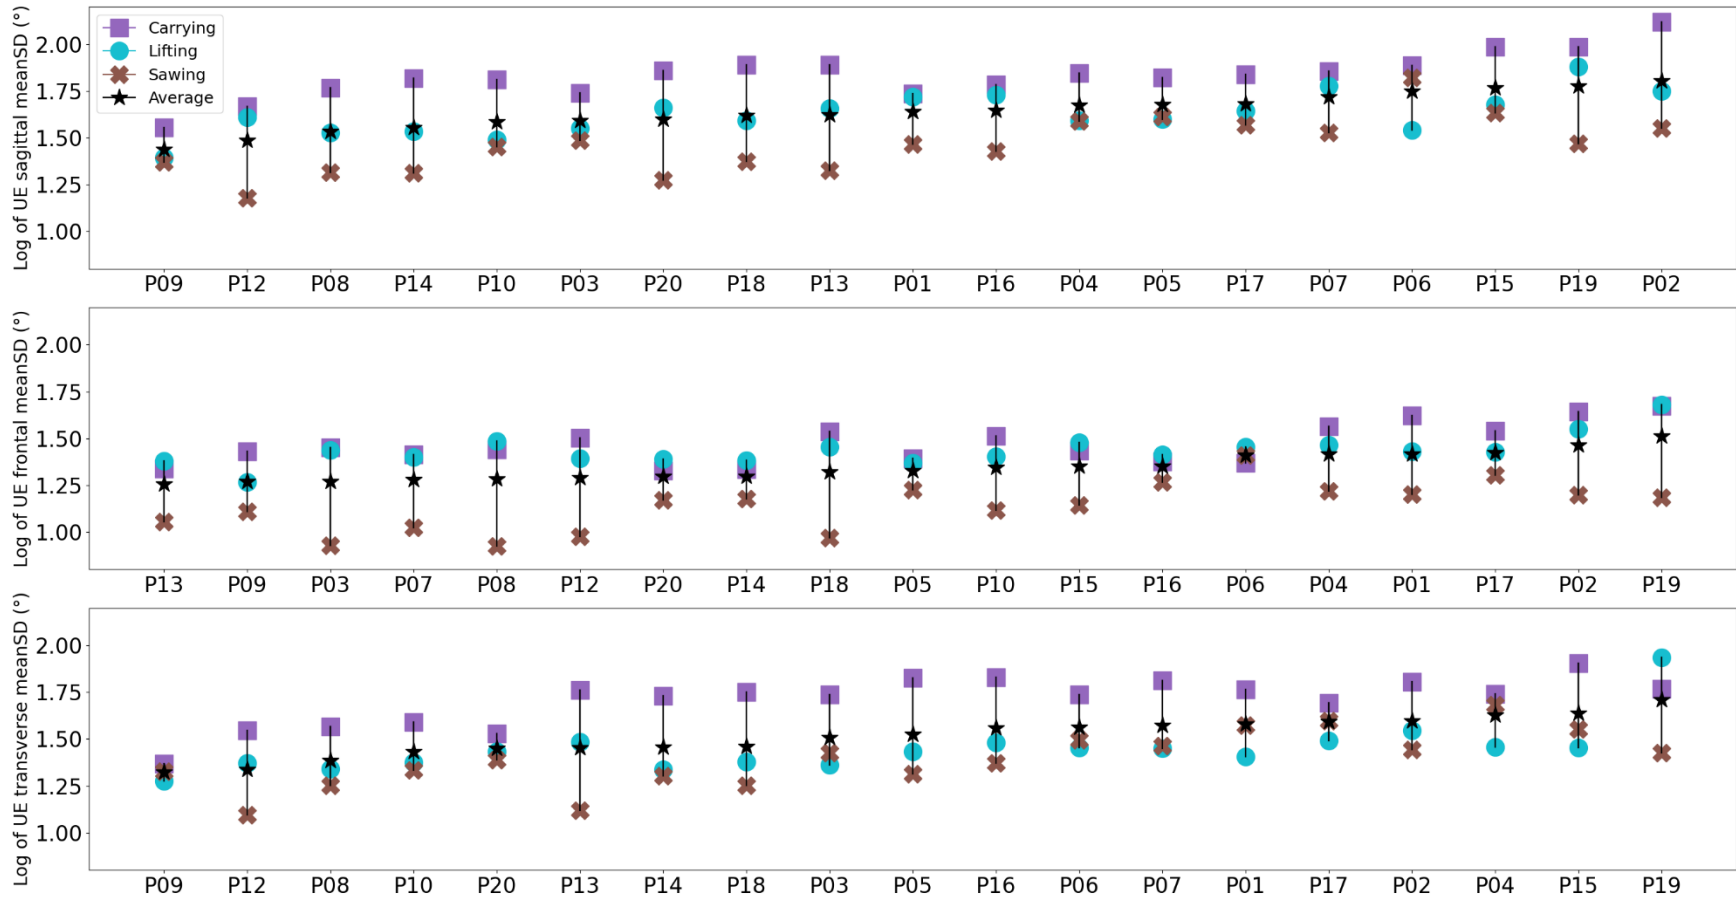 Log of UE sagittal meanSD (°)
2.00
1.75
1.50
1.25
1.00
Carrying
Lifting
Sawing
Average
P09 P12 P08 P14 P10 P03 P20 P18 P13 P01 P16 P04 P05 P17 P07 P06 P15 P19 P02
Log of UE frontal meanSD (°)
2.00
1.75
1.50
1.25
1.00
P13 P09 P03 P07 P08 P12 P20 P14 P18 P05 P10 P15 P16 P06 P04 P01 P17 P02 P19
Log of UE transverse meanSD (°)
2.00
1.75
1.50
1.25
1.00
P09 P12 P08 P10 P20 P13 P14 P18 P03 P05 P16 P06 P07 P01 P17 P02 P04 P15 P19